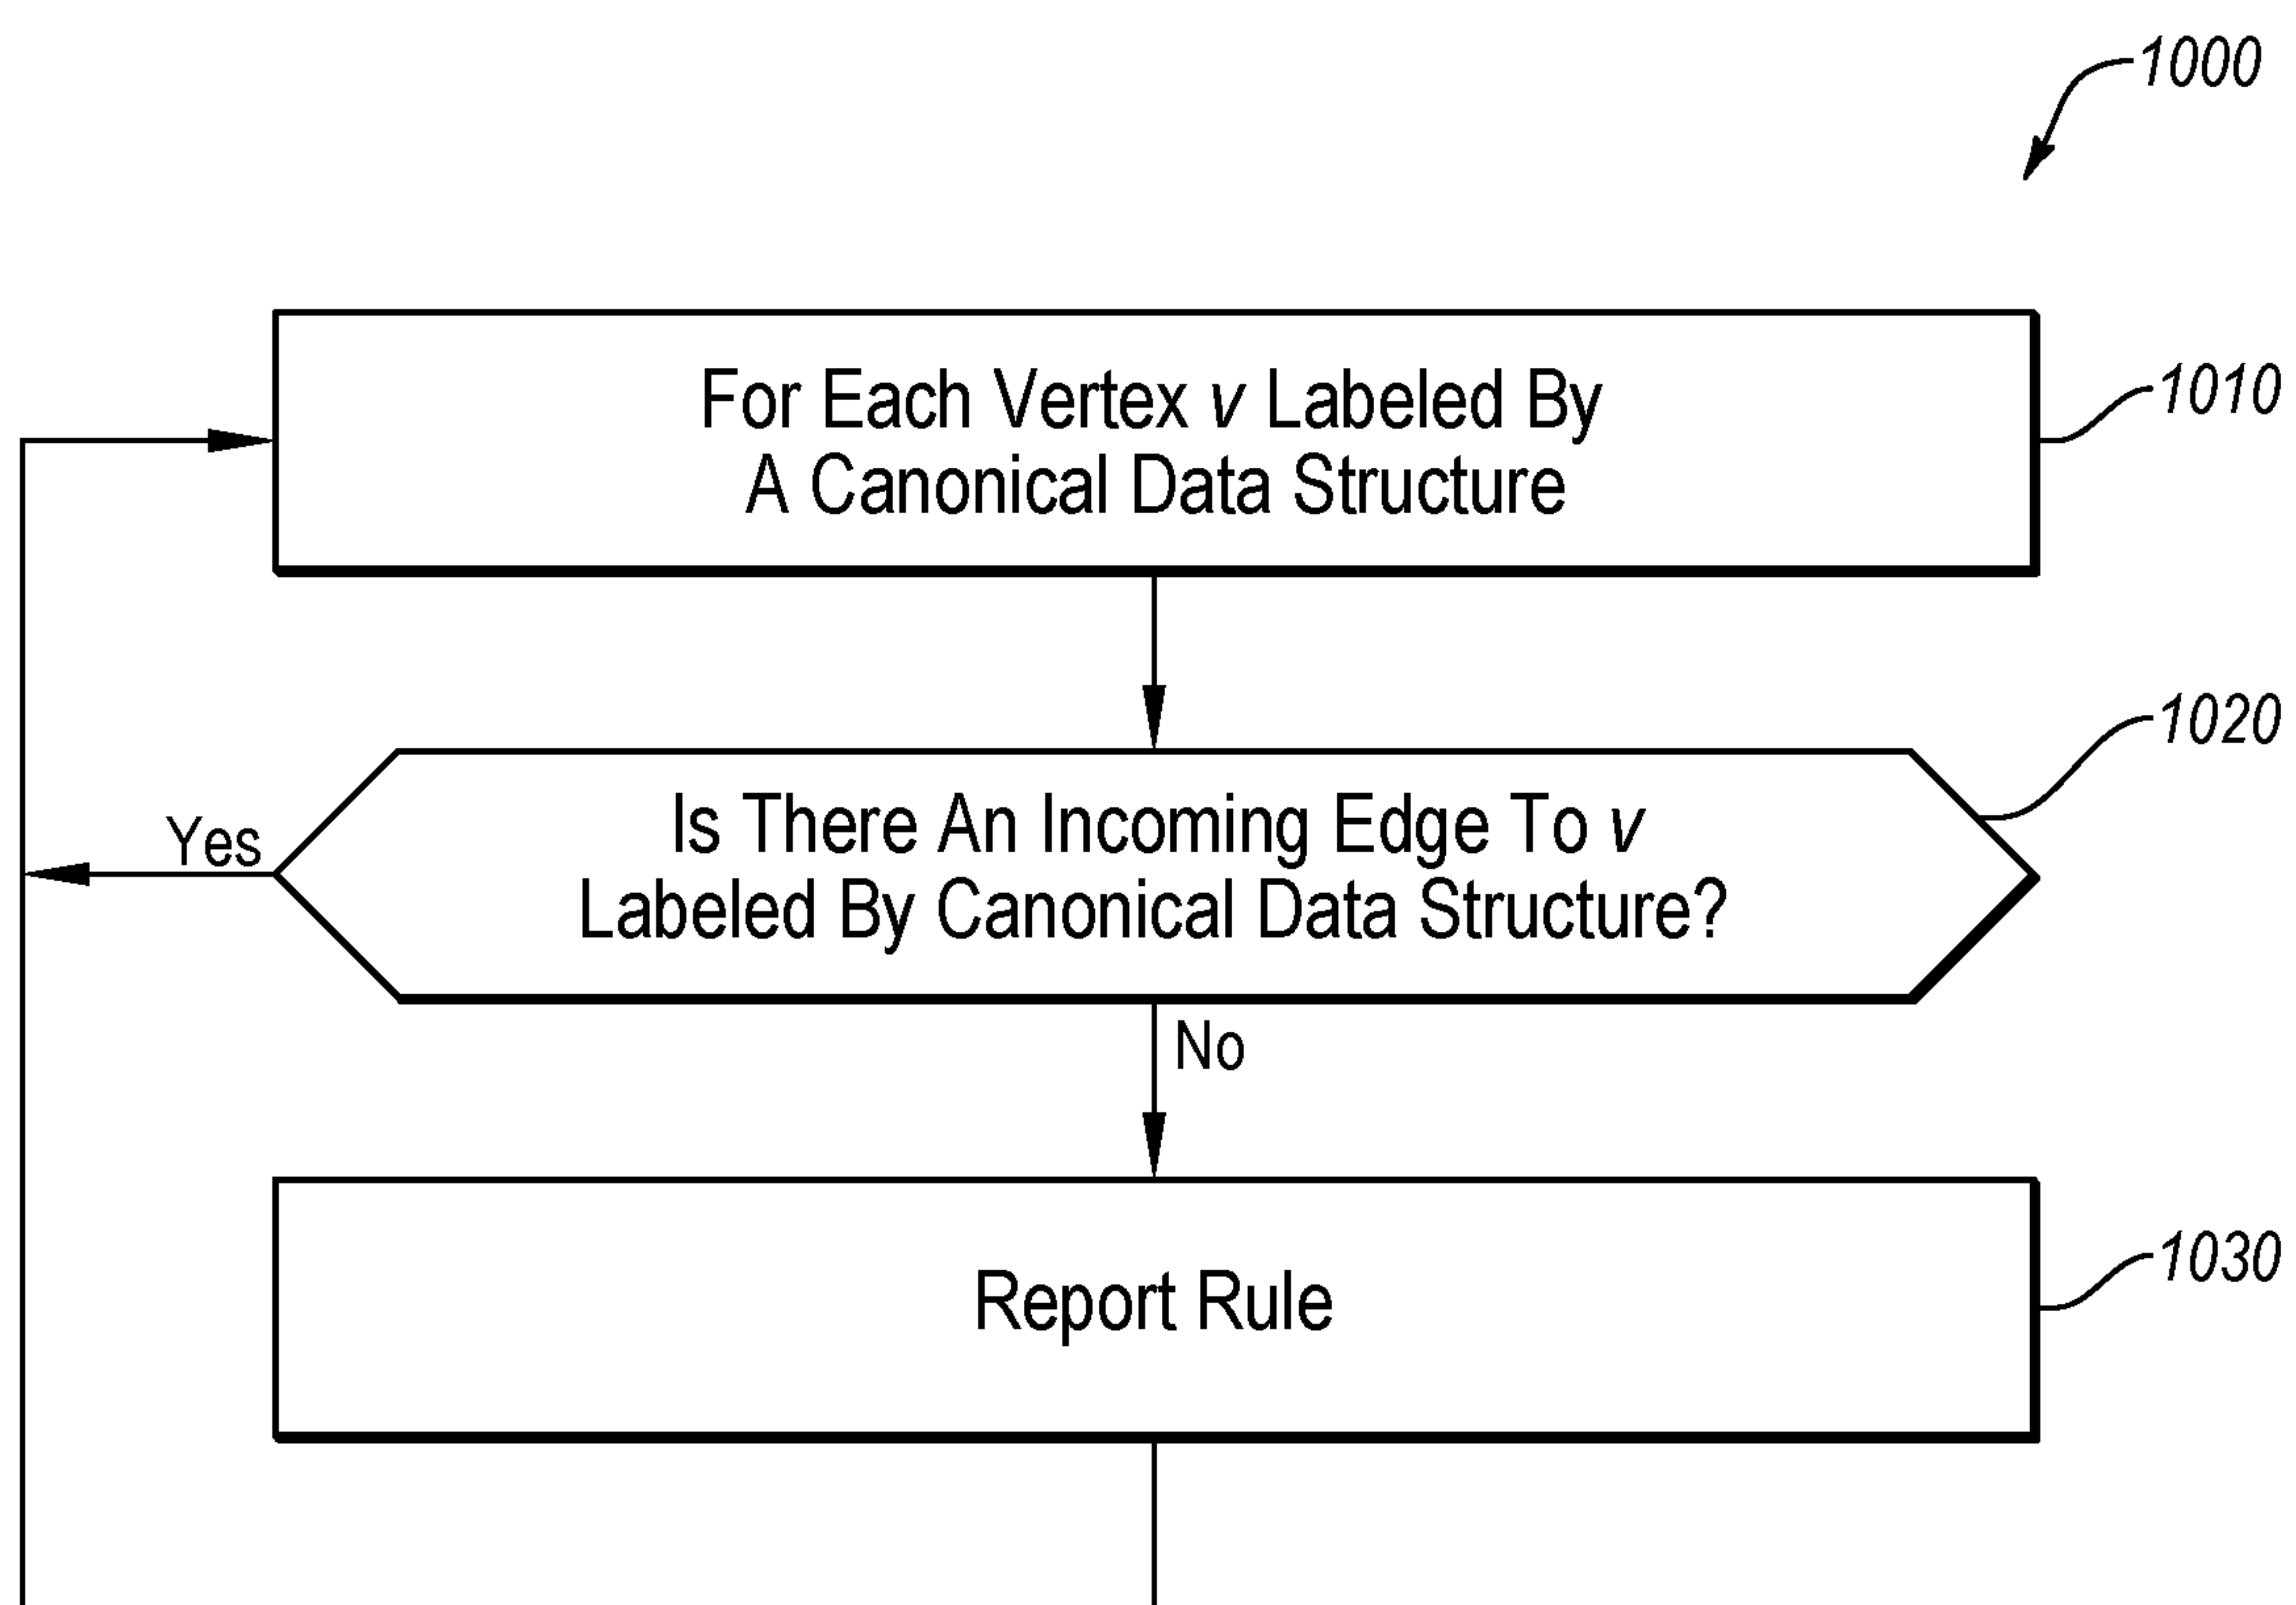 1000
For Each Vertex v Labeled By
A Canonical Data Structure
1010
Is There An Incoming Edge To v
Labeled By Canonical Data Structure?
1020
Yes
No
Report Rule
1030